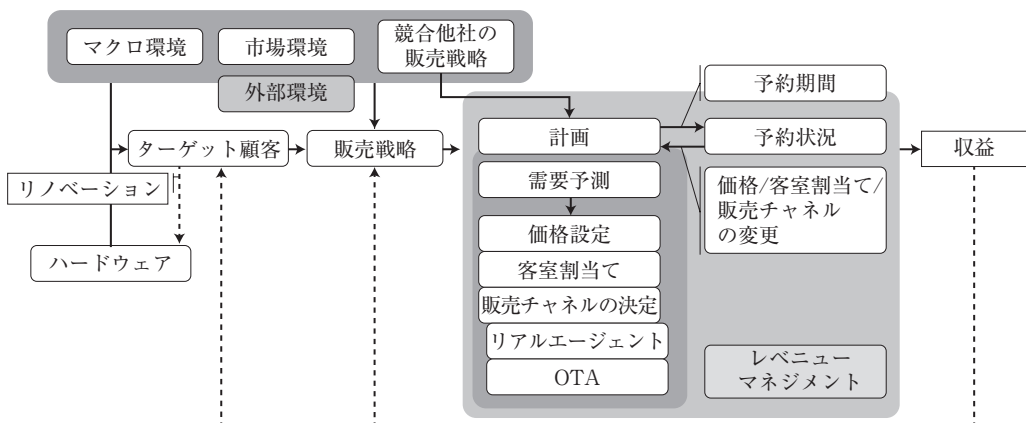 マクロ環境
市場環境
競合他社の
販売戦略
外部環境
ターゲット顧客
販売戦略
リノベーション
ハードウェア
計画
需要予測
価格設定
客室割当て
販売チャネルの決定
リアルエージェント
OTA
予約期間
予約状況
価格/客室割当て/
販売チャネル
の変更
レベニュー
マネジメント
収益